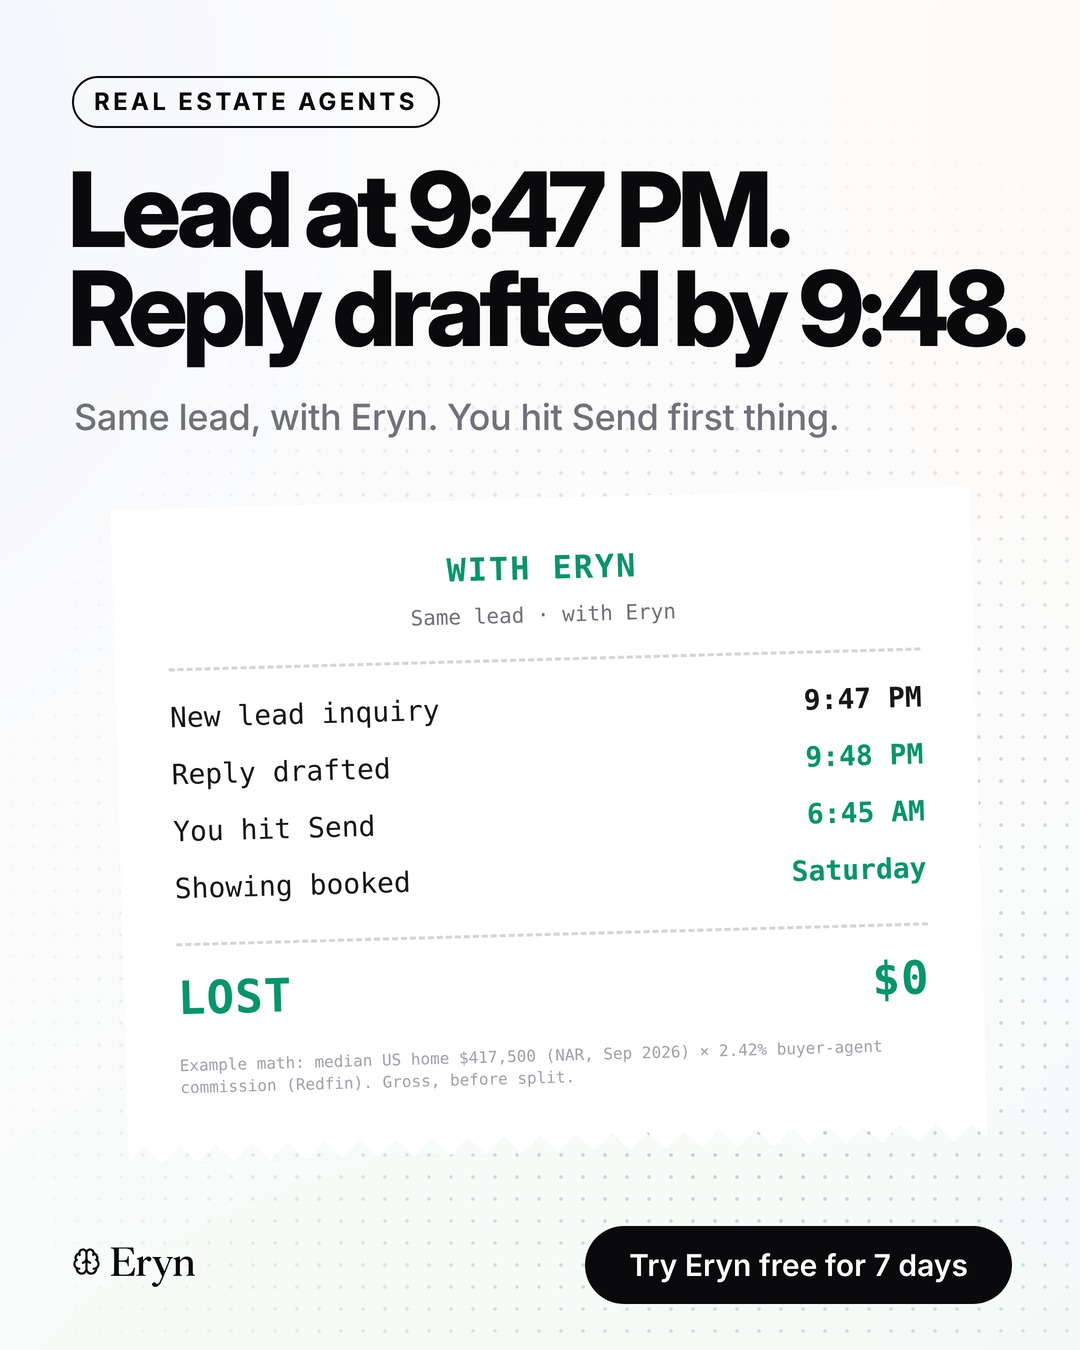 REAL ESTATE AGENTS
Lead at 9:47 PM.
Reply drafted by 9:48.
Same lead, with Eryn. You hit Send first thing.
WITH ERYN
Same lead · with Eryn
New lead inquiry 9:47 PM
Reply drafted 9:48 PM
You hit Send 6:45 AM
Showing booked Saturday
LOST $0
Example math: median US home $417,500 (NAR, Sep 2026) × 2.42% buyer-agent
commission (Redfin). Gross, before split.
Eryn
Try Eryn free for 7 days